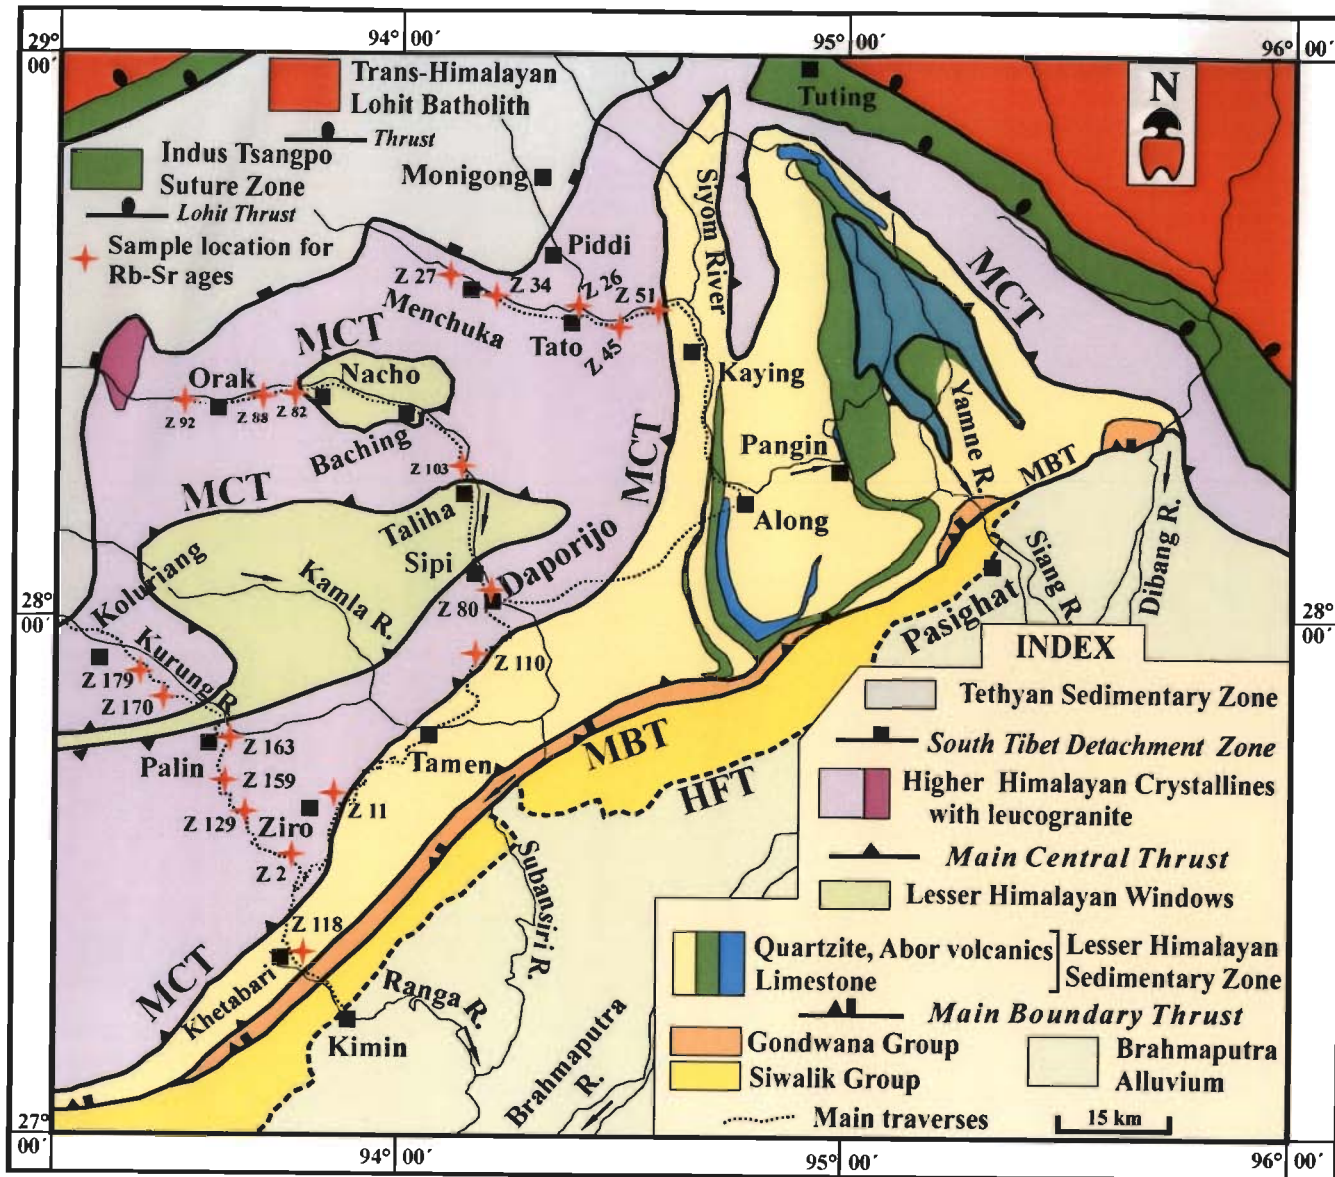 29° 00′
94° 00′
95° 00′
96° 00′
Trans-Himalayan
Lohit Batholith
Thrust
Indus Tsangpo
Suture Zone
Lohit Thrust
Sample location for
Rb-Sr ages
Monigong
Tuting
N
Siyom River
Piddi
Z 27
Z 34
Z 26
Z 51
Menchuka
Tato
Z 45
MCT
MCT
Orak
Nacho
Kaying
Z 92
Z 88
Z 82
Baching
Z 103
MCT
Pangin
Yamne R.
MBT
MCT
Taliha
Along
Sipi
Daporijo
Siang R.
Dibang R.
Koluriang
Kamla R.
Z 80
Pasighat
28° 00′
28° 00′
Kurung R.
Z 110
Z 179
Z 170
Z 163
Palin
Z 159
Tamen
MBT
HFT
Z 129
Ziro
Z 11
Z 2
Subansiri R.
Z 118
MCT
Khetabari
Ranga R.
Kimin
Brahmaputra R.
INDEX
Tethyan Sedimentary Zone
South Tibet Detachment Zone
Higher Himalayan Crystallines
with leucogranite
Main Central Thrust
Lesser Himalayan Windows
Quartzite, Abor volcanics
Limestone
Lesser Himalayan
Sedimentary Zone
Main Boundary Thrust
Gondwana Group
Siwalik Group
Brahmaputra
Alluvium
Main traverses
15 km
27° 00′
94° 00′
95° 00′
96° 00′